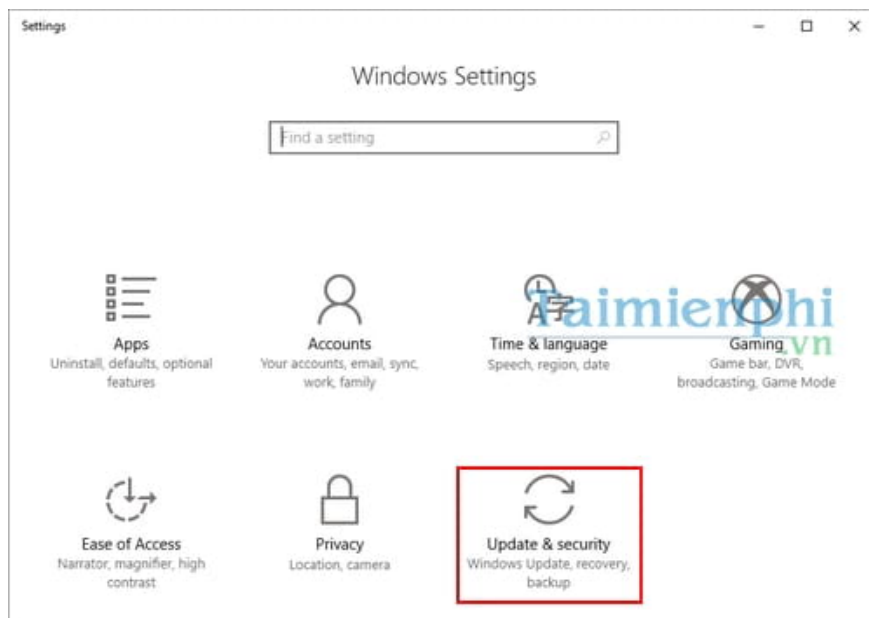 Settings
Windows Settings
Find a setting
Apps
Uninstall, defaults, optional
features
Accounts
Your accounts, email, sync,
work, family
Time & language
Speech, region, date
Gaming
Game bar, DVR,
broadcasting, Game Mode
Taimienphi
.vn
Ease of Access
Narrator, magnifier, high
contrast
Privacy
Location, camera
Update & security
Windows Update, recovery,
backup